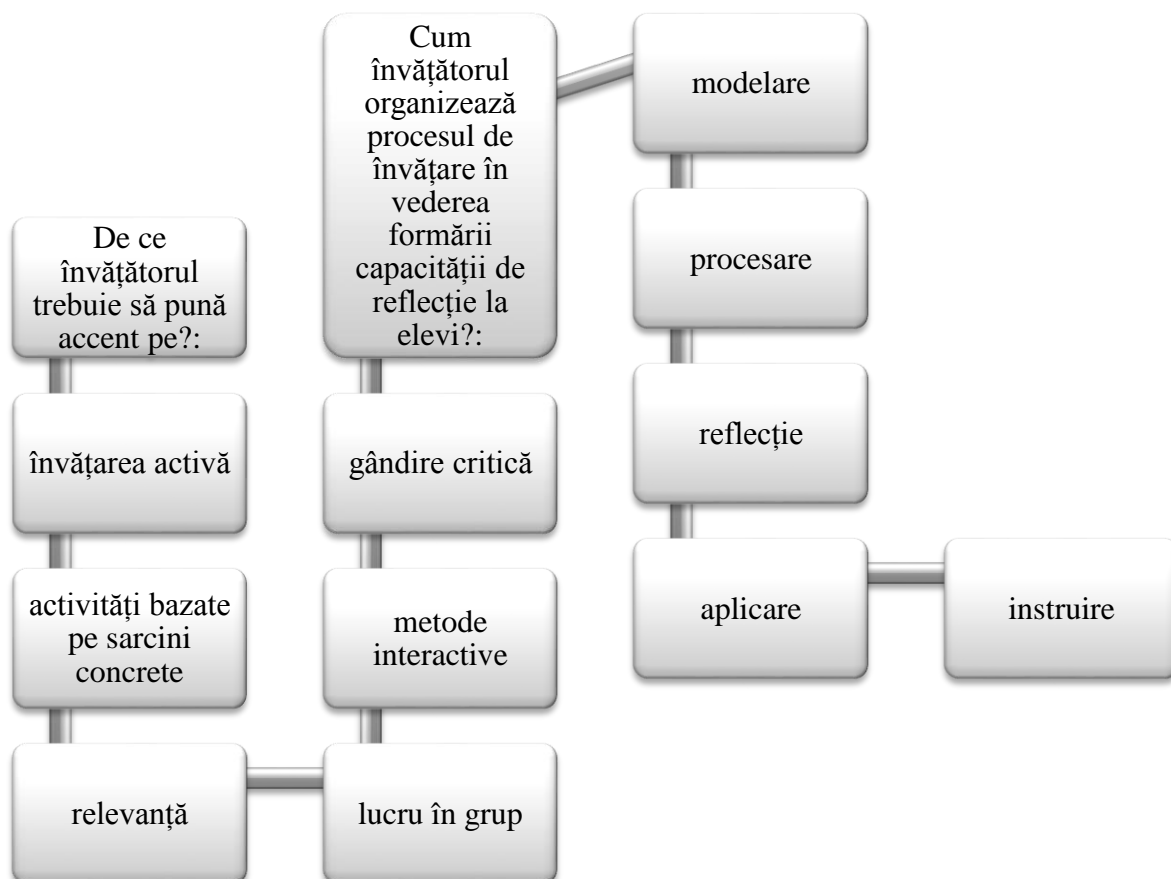 De ce
învățătorul
trebuie să pună
accent pe?:
învățarea activă
activități bazate
pe sarcini
concrete
relevanță
lucru în grup
metode
interactive
gândire critică
Cum
învățătorul
organizează
procesul de
învățare în
vederea
formării
capacității de
reflecție la
elevi?:
modelare
procesare
reflecție
aplicare
instruire